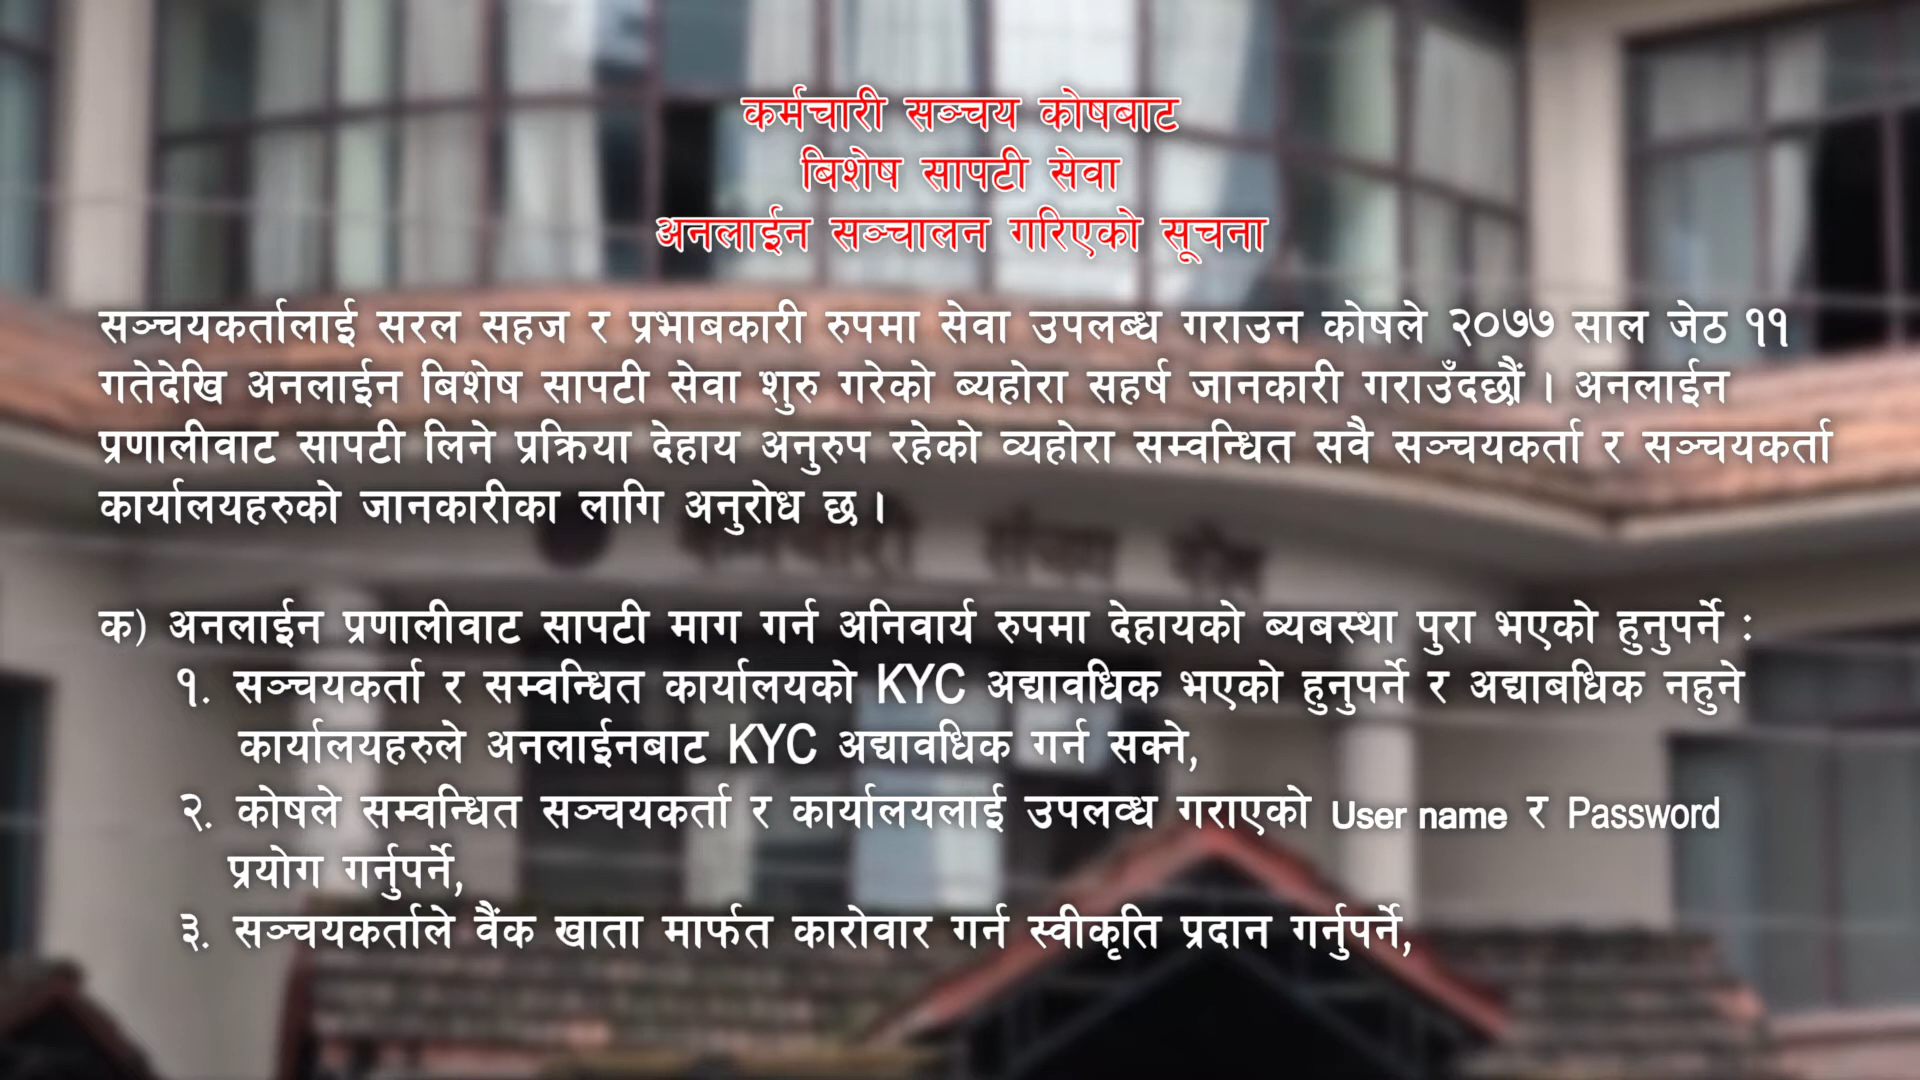 कर्मचारी सञ्चय कोषबाट
बिशेष सापटी सेवा
अनलाईन सञ्चालन गरिएको सूचना
सञ्चयकर्तालाई सरल सहज र प्रभाबकारी रुपमा सेवा उपलब्ध गराउन कोषले २०७७ साल जेठ ११
गतेदेखि अनलाईन बिशेष सापटी सेवा शुरु गरेको ब्यहोरा सहर्ष जानकारी गराउँदछौं । अनलाईन
प्रणालीवाट सापटी लिने प्रक्रिया देहाय अनुरुप रहेको व्यहोरा सम्वन्धित सवै सञ्चयकर्ता र सञ्चयकर्ता
कार्यालयहरुको जानकारीका लागि अनुरोध छ ।
क) अनलाईन प्रणालीवाट सापटी माग गर्न अनिवार्य रुपमा देहायको ब्यबस्था पुरा भएको हुनुपर्ने :
१. सञ्चयकर्ता र सम्वन्धित कार्यालयको KYC अद्यावधिक भएको हुनुपर्ने र अद्याबधिक नहुने
कार्यालयहरुले अनलाईनबाट KYC अद्यावधिक गर्न सक्ने,
२. कोषले सम्वन्धित सञ्चयकर्ता र कार्यालयलाई उपलव्ध गराएको User name र Password
प्रयोग गर्नुपर्ने,
३. सञ्चयकर्ताले वैंक खाता मार्फत कारोवार गर्न स्वीकृति प्रदान गर्नुपर्ने,